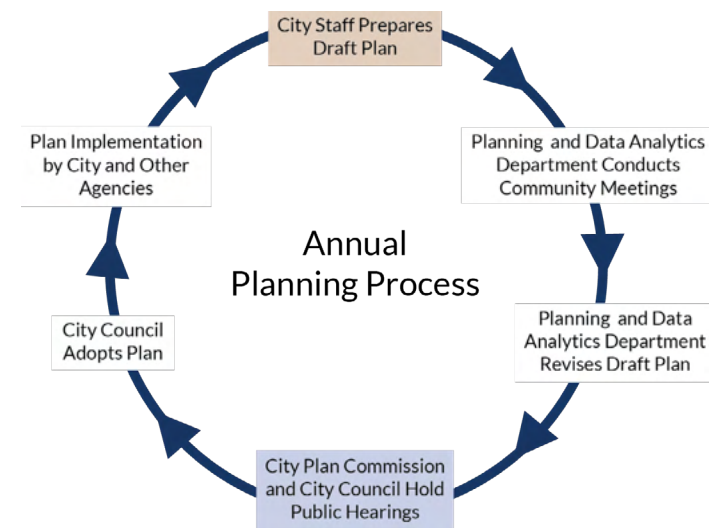 City Staff Prepares
Draft Plan
Planning and Data Analytics
Department Conducts
Community Meetings
Planning and Data
Analytics Department
Revises Draft Plan
City Plan Commission
and City Council Hold
Public Hearings
City Council
Adopts Plan
Plan Implementation
by City and Other
Agencies
Annual
Planning Process